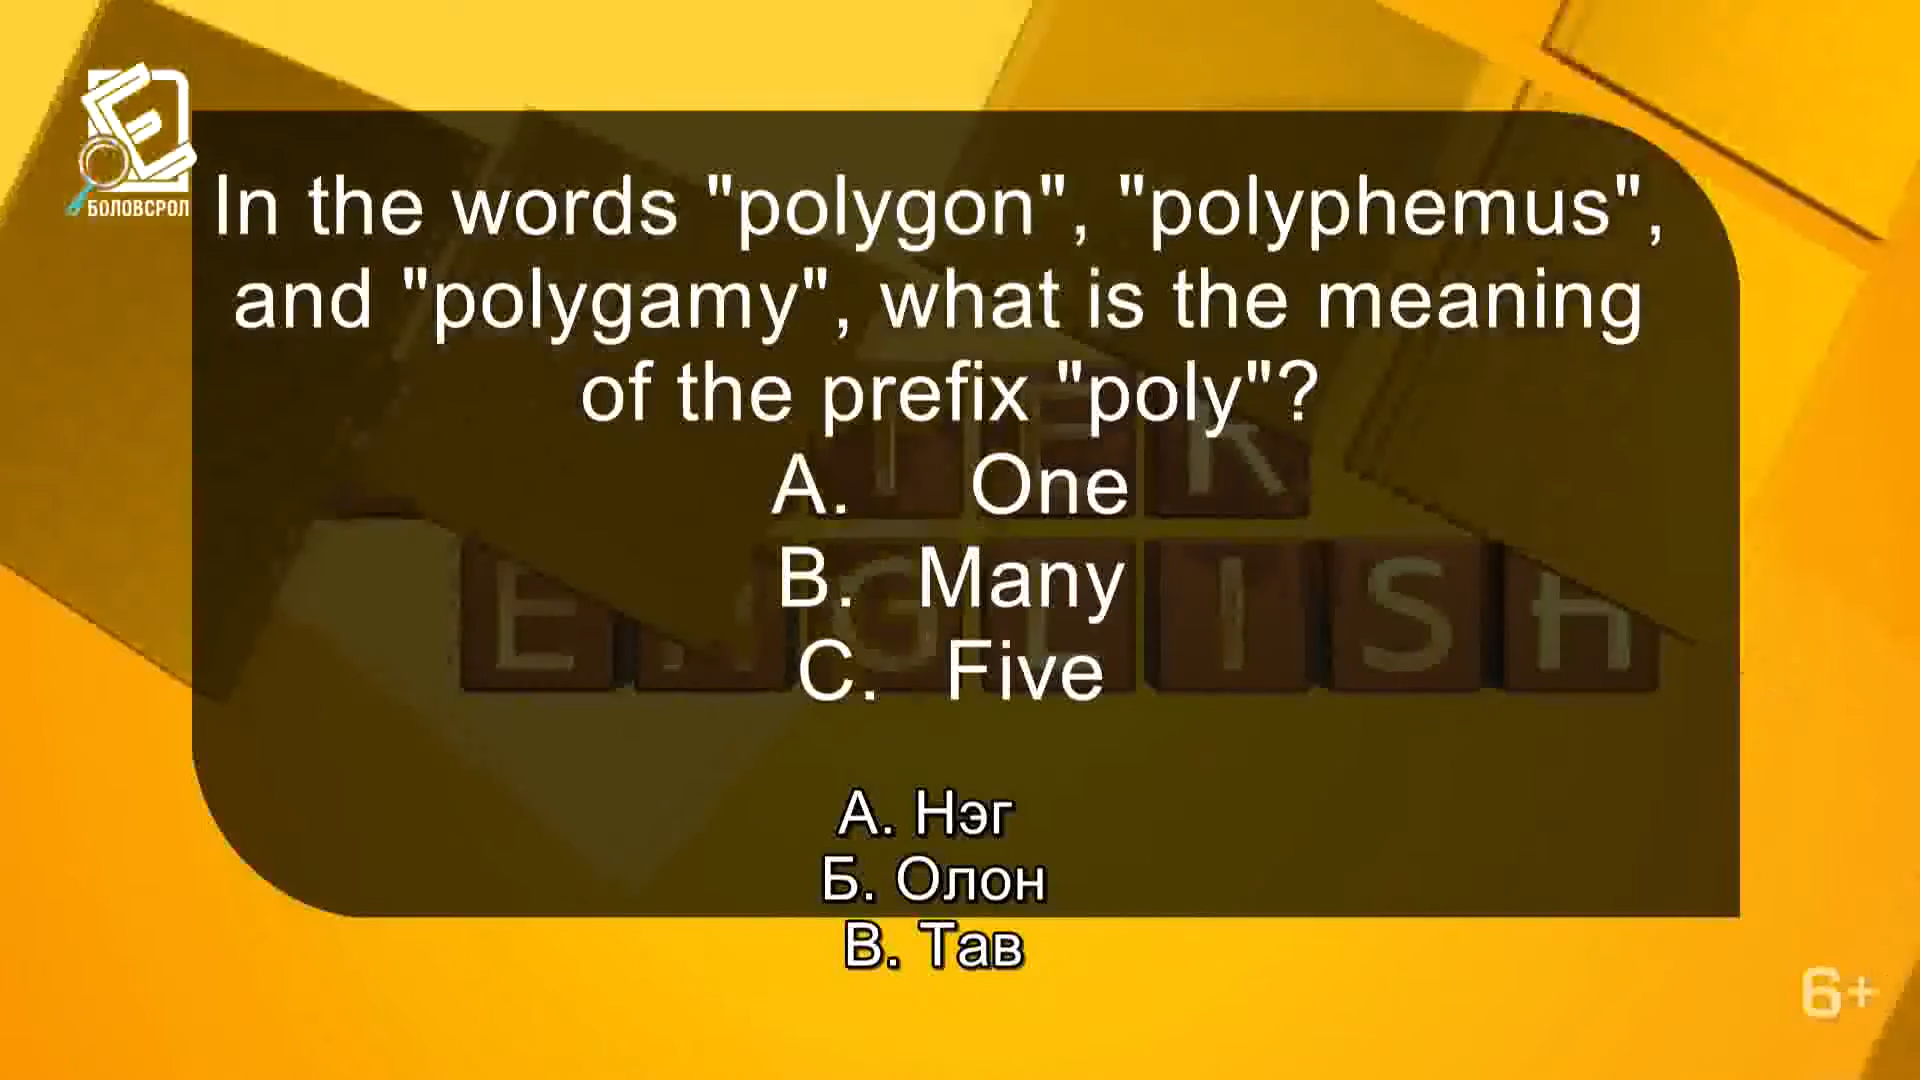 БОЛОВСРОЛ
In the words "polygon", "polyphemus",
and "polygamy", what is the meaning
of the prefix "poly"?
A. One
B. Many
C. Five
А. Нэг
Б. Олон
В. Тав
ENGLISH
6+